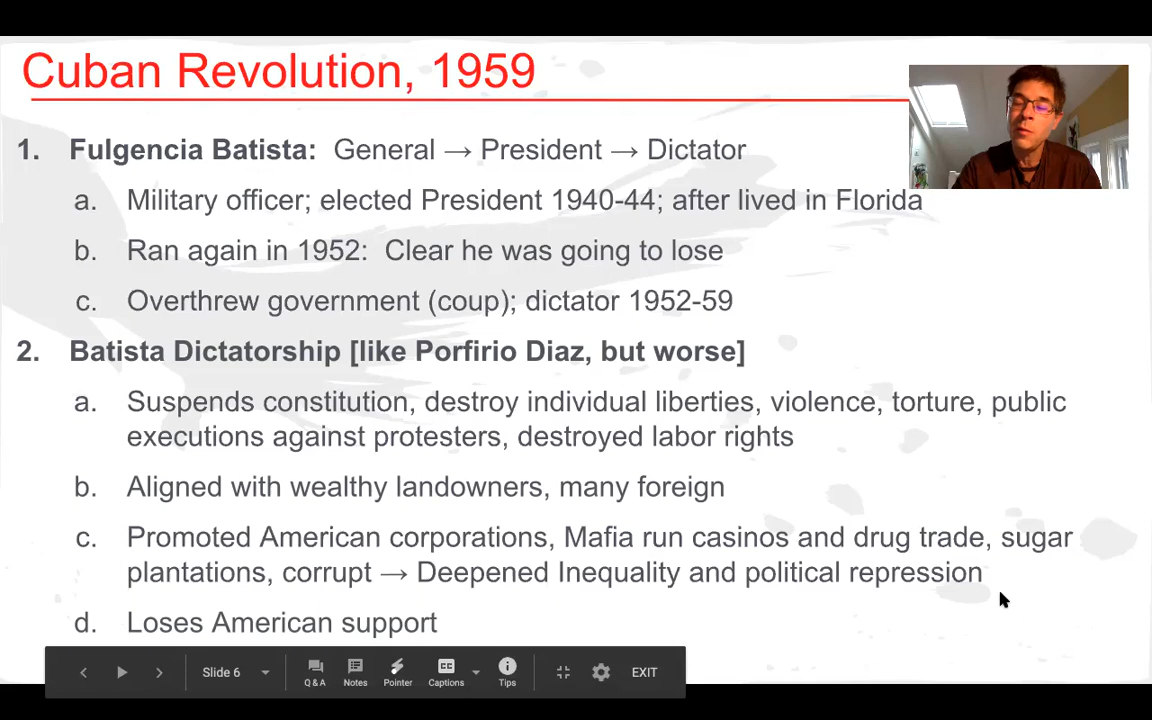 Cuban Revolution, 1959
1. Fulgencia Batista: General → President → Dictator
a. Military officer; elected President 1940-44; after lived in Florida
b. Ran again in 1952: Clear he was going to lose
c. Overthrew government (coup); dictator 1952-59
2. Batista Dictatorship [like Porfirio Diaz, but worse]
a. Suspends constitution, destroy individual liberties, violence, torture, public
executions against protesters, destroyed labor rights
b. Aligned with wealthy landowners, many foreign
c. Promoted American corporations, Mafia run casinos and drug trade, sugar
plantations, corrupt → Deepened Inequality and political repression
d. Loses American support
Slide 6 Q&A Notes Pointer CC Captions Tips EXIT